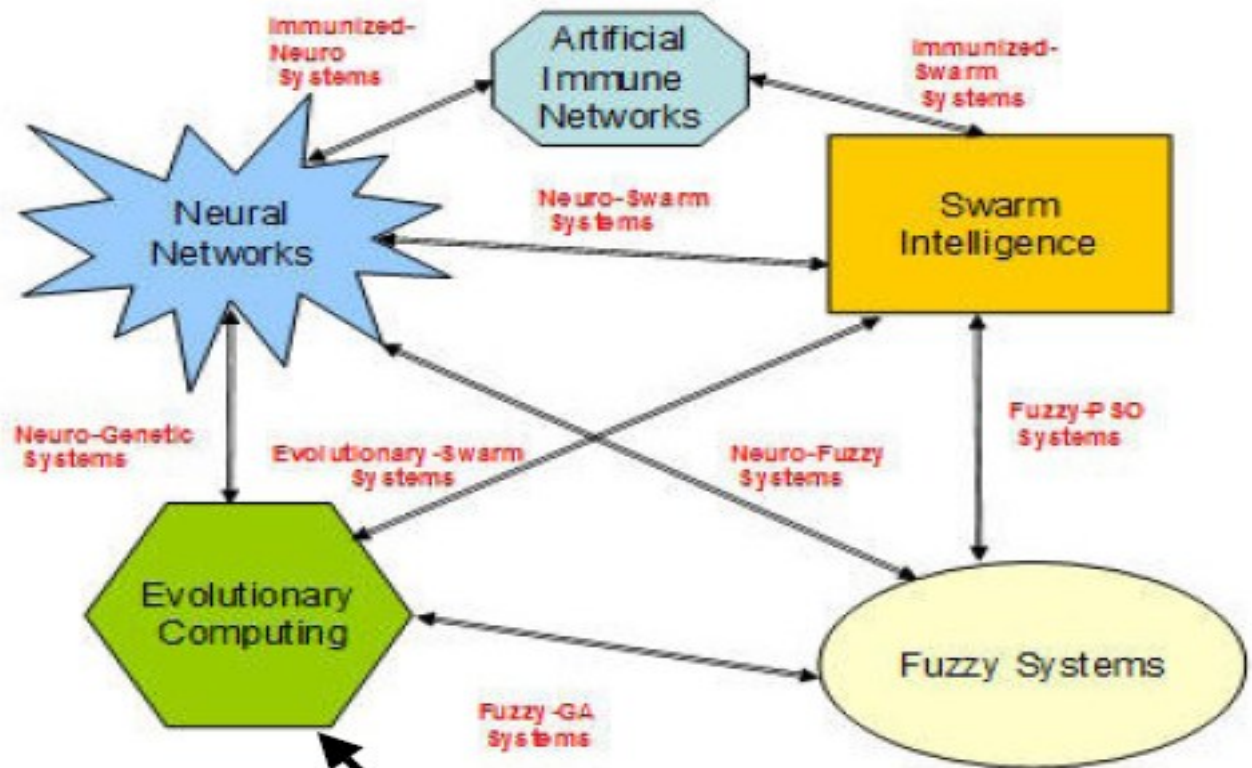 Immunized-
Neuro
Systems
Artificial
Immune
Networks
Immunized-
Swarm
Systems
Neural
Networks
Neuro-Swarm
Systems
Swarm
Intelligence
Neuro-Genetic
Systems
Evolutionary-Swarm
Systems
Neuro-Fuzzy
Systems
Fuzzy-PSO
Systems
Evolutionary
Computing
Fuzzy Systems
Fuzzy-GA
Systems